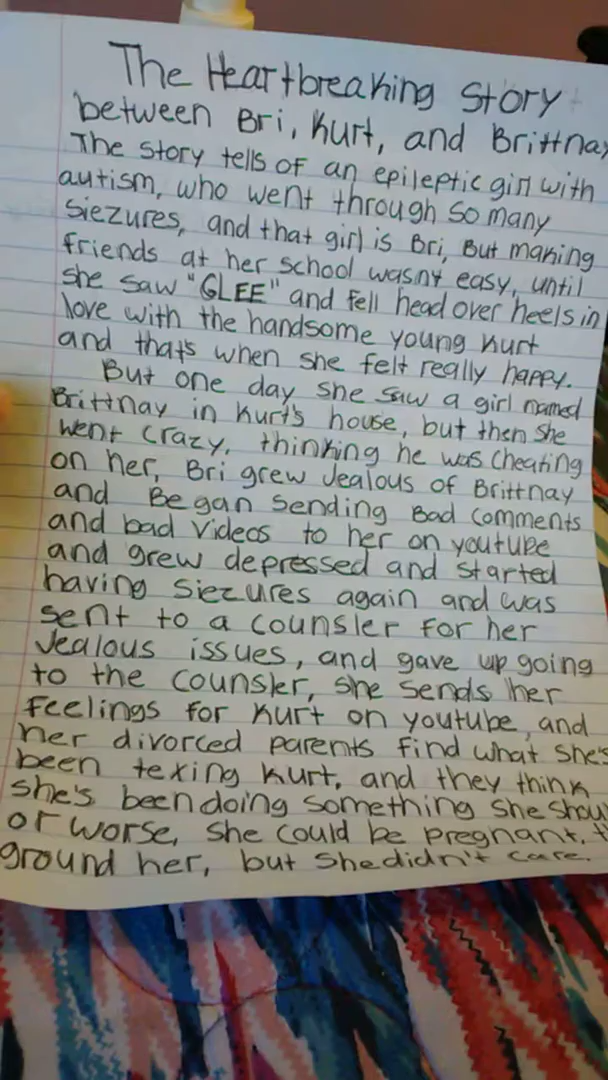 The Heartbreaking Story
between Bri, Kurt, and Brittnay
The story tells of an epileptic girl with
autism, who went through so many
siezures, and that girl is Bri, But making
friends at her school wasn't easy, until
she saw "GLEE" and fell head over heels in
love with the handsome young Kurt
and that's when she felt really happy.
But one day, she saw a girl named
Brittnay in Kurt's house, but then she
went crazy, thinking he was cheating
on her, Bri grew Jealous of Brittnay
and Began sending Bad comments
and bad videos to her on youtube
and grew depressed and started
having siezures again and was
sent to a counsler for her
Jealous issues, and gave up going
to the counsler, she sends her
feelings for Kurt on youtube, and
her divorced parents find what she's
been texing Kurt, and they think
she's been doing something she shou
or worse, she could be pregnant, t
ground her, but she didn't care.